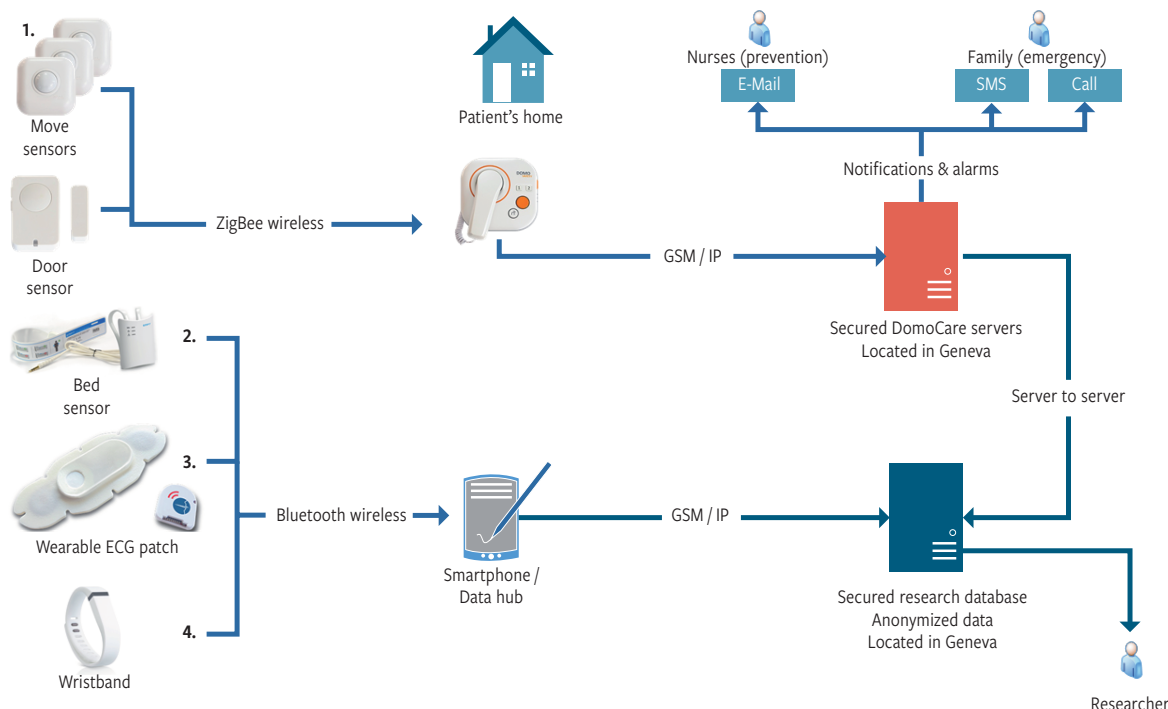 1.
Move
sensors
Door
sensor
2.
Bed
sensor
3.
Wearable ECG patch
4.
Wristband
ZigBee wireless
Bluetooth wireless
Patient's home
GSM / IP
Smartphone /
Data hub
GSM / IP
Nurses (prevention)
E-Mail
Family (emergency)
SMS
Call
Notifications & alarms
Secured DomoCare servers
Located in Geneva
Server to server
Secured research database
Anonymized data
Located in Geneva
Researcher